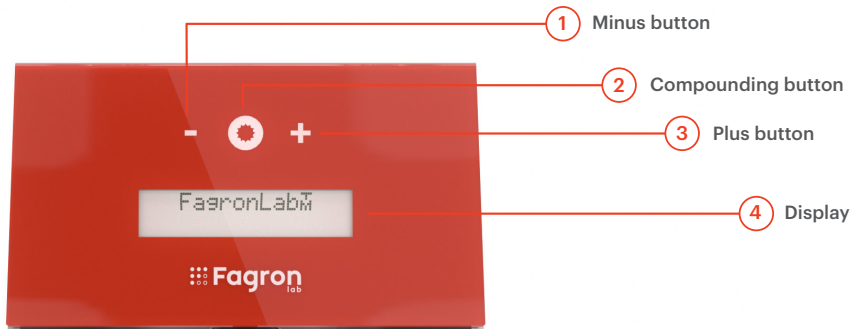 1 Minus button
2 Compounding button
- +
3 Plus button
FagronLab™
4 Display
Fagron
lab